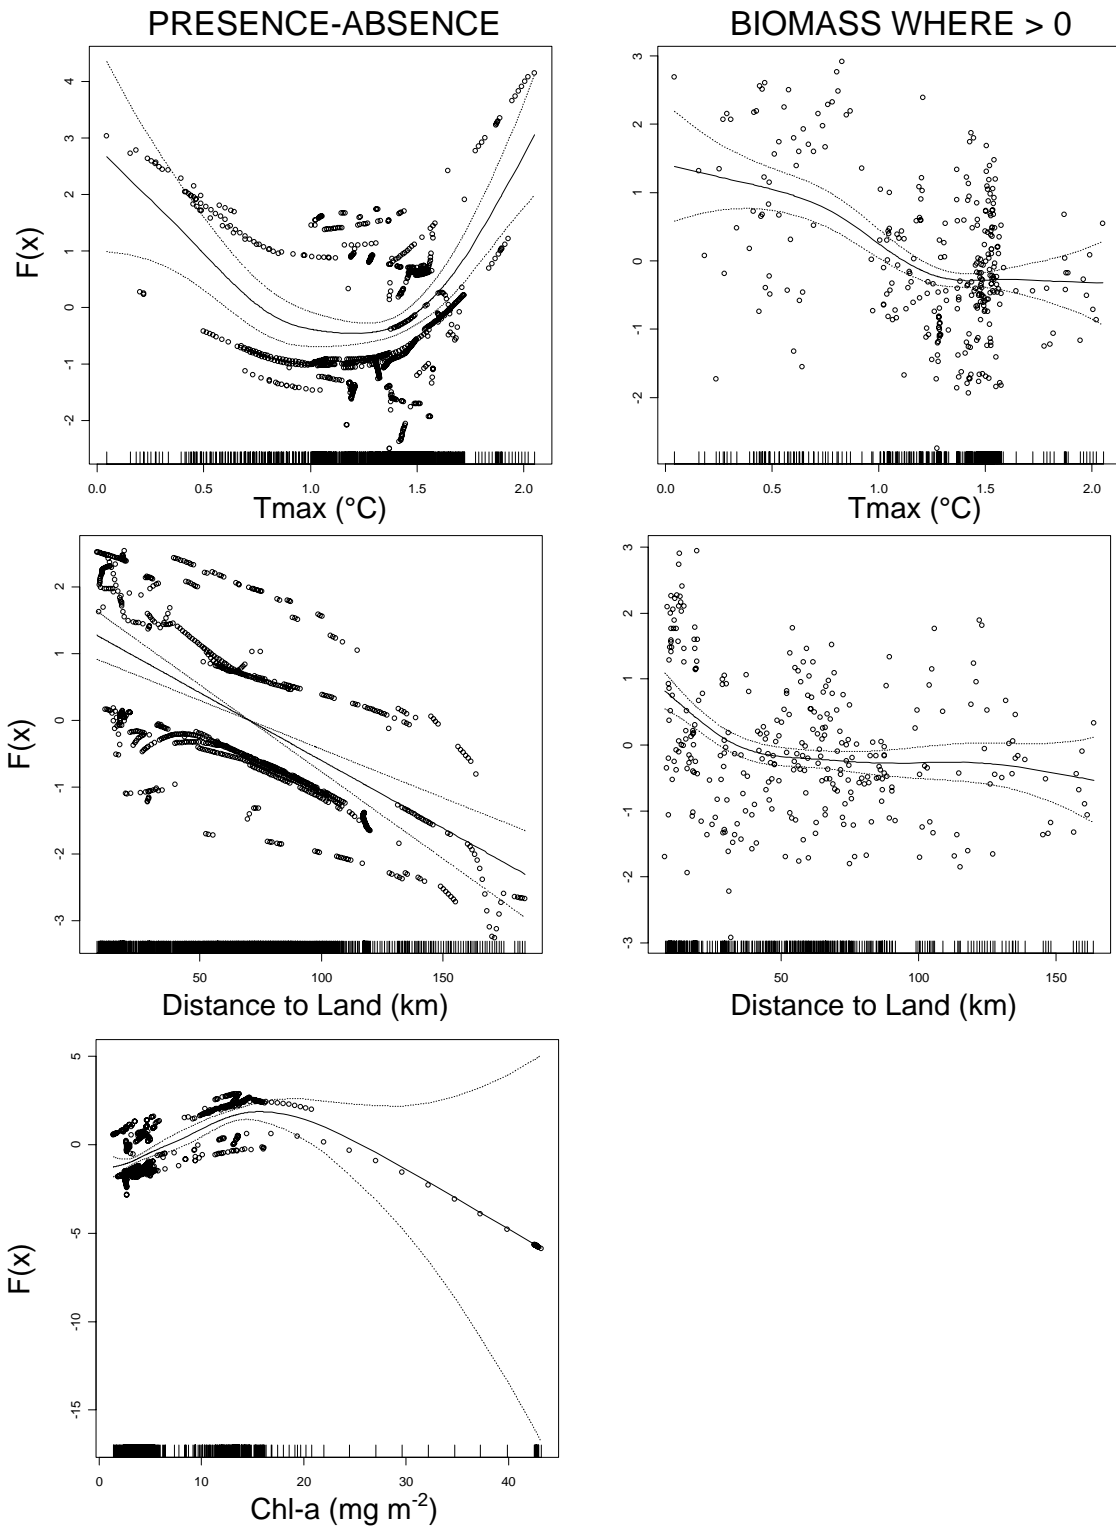 PRESENCE-ABSENCE
BIOMASS WHERE > 0
F(x)
4
3
2
1
0
-1
-2
0.0 0.5 1.0 1.5 2.0
Tmax (°C)
3
2
1
0
-1
-2
0.0 0.5 1.0 1.5 2.0
Tmax (°C)
F(x)
2
1
0
-1
-2
-3
50 100 150
Distance to Land (km)
3
2
1
0
-1
-2
-3
50 100 150
Distance to Land (km)
F(x)
5
0
-5
-10
-15
0 10 20 30 40
Chl-a (mg m-2)